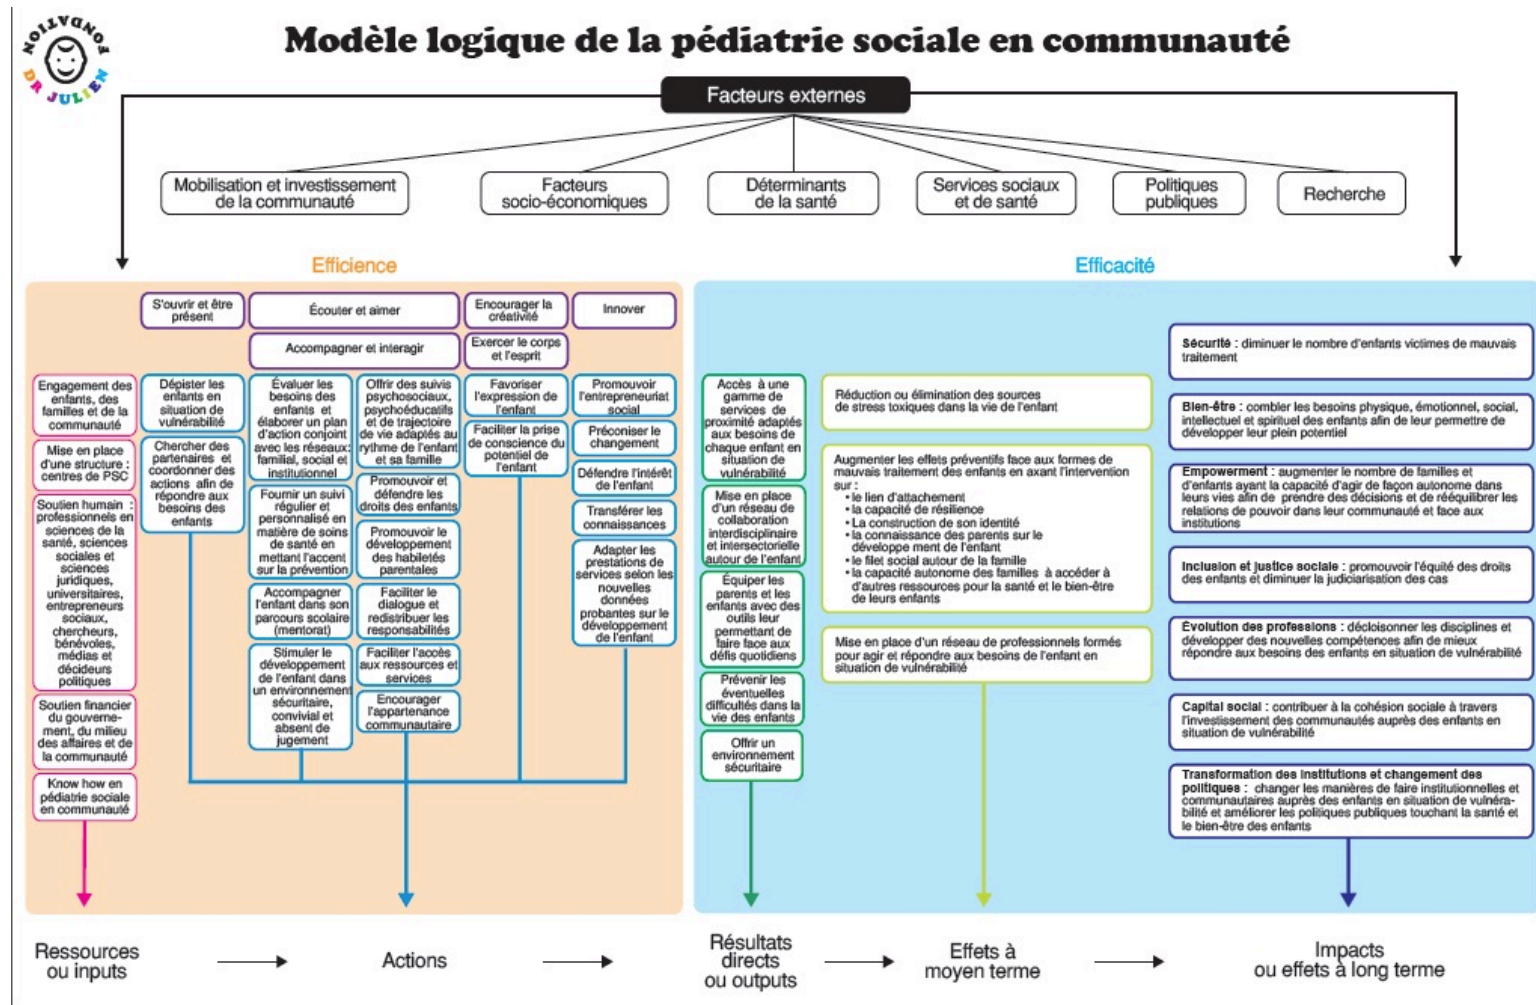 FONDATION
DR JULIEN
Modèle logique de la pédiatrie sociale en communauté
Facteurs externes
Mobilisation et investissement
de la communauté
Facteurs
socio-économiques
Déterminants
de la santé
Services sociaux
et de santé
Politiques
publiques
Recherche
Efficience
S'ouvrir et être
présent
Écouter et aimer
Encourager la
créativité
Innover
Accompagner et interagir
Exercer le corps
et l'esprit
Engagement des
enfants, des
familles et de la
communauté
Mise en place
d'une structure :
centres de PSC
Soutien humain :
professionnels en
sciences de la
santé, sciences
sociales et
sciences
juridiques,
universitaires,
entrepreneurs
sociaux,
chercheurs,
bénévoles,
médias et
décideurs
politiques
Soutien financier
du gouverne-
ment, du milieu
des affaires et de
la communauté
Know how en
pédiatrie sociale
en communauté
Dépister les
enfants en
situation de
vulnérabilité
Chercher des
partenaires et
coordonner des
actions afin de
répondre aux
besoins des
enfants
Évaluer les
besoins des
enfants et
élaborer un plan
d'action conjoint
avec les réseaux:
familial, social et
institutionnel
Fournir un suivi
régulier et
personnalisé en
matière de soins
de santé en
mettant l'accent
sur la prévention
Accompagner
l'enfant dans son
parcours scolaire
(mentorat)
Stimuler le
développement
de l'enfant dans
un environnement
sécuritaire,
convivial et
absent de
jugement
Offrir des suivis
psychosociaux,
psychoéducatifs
et de trajectoire
de vie adaptés au
rythme de l'enfant
et sa famille
Promouvoir et
défendre les
droits des enfants
Promouvoir le
développement
des habiletés
parentales
Faciliter le
dialogue et
redistribuer les
responsabilités
Faciliter l'accès
aux ressources et
services
Encourager
l'appartenance
communautaire
Favoriser
l'expression de
l'enfant
Faciliter la prise
de conscience du
potentiel de
l'enfant
Promouvoir
l'entrepreneuriat
social
Préconiser le
changement
Défendre l'intérêt
de l'enfant
Transférer les
connaissances
Adapter les
prestations de
services selon les
nouvelles
données
probantes sur le
développement
de l'enfant
Efficacité
Accès à une
gamme de
services de
proximité adaptés
aux besoins de
chaque enfant en
situation de
vulnérabilité
Mise en place
d'un réseau de
collaboration
interdisciplinaire
et intersectorielle
autour de l'enfant
Équiper les
parents et les
enfants avec des
outils leur
permettant de
faire face aux
défis quotidiens
Prévenir les
éventuelles
difficultés dans la
vie des enfants
Offrir un
environnement
sécuritaire
Réduction ou élimination des sources
de stress toxiques dans la vie de l'enfant
Augmenter les effets préventifs face aux formes de
mauvais traitement des enfants en axant l'intervention
sur :
• le lien d'attachement
• la capacité de résilience
• La construction de son identité
• la connaissance des parents sur le
développe ment de l'enfant
• le filet social autour de la famille
• la capacité autonome des familles à accéder à
d'autres ressources pour la santé et le bien-être
de leurs enfants
Mise en place d'un réseau de professionnels formés
pour agir et répondre aux besoins de l'enfant en
situation de vulnérabilité
Sécurité : diminuer le nombre d'enfants victimes de mauvais
traitement
Bien-être : combler les besoins physique, émotionnel, social,
intellectuel et spirituel des enfants afin de leur permettre de
développer leur plein potentiel
Empowerment : augmenter le nombre de familles et
d'enfants ayant la capacité d'agir de façon autonome dans
leurs vies afin de prendre des décisions et de rééquilibrer les
relations de pouvoir dans leur communauté et face aux
institutions
Inclusion et justice sociale : promouvoir l'équité des droits
des enfants et diminuer la judiciarisation des cas
Évolution des professions : décloisonner les disciplines et
développer des nouvelles compétences afin de mieux
répondre aux besoins des enfants en situation de vulnérabilité
Capital social : contribuer à la cohésion sociale à travers
l'investissement des communautés auprès des enfants en
situation de vulnérabilité
Transformation des institutions et changement des
politiques : changer les manières de faire institutionnelles et
communautaires auprès des enfants en situation de vulnéra-
bilité et améliorer les politiques publiques touchant la santé et
le bien-être des enfants
Ressources
ou inputs
Actions
Résultats
directs
ou outputs
Effets à
moyen terme
Impacts
ou effets à long terme